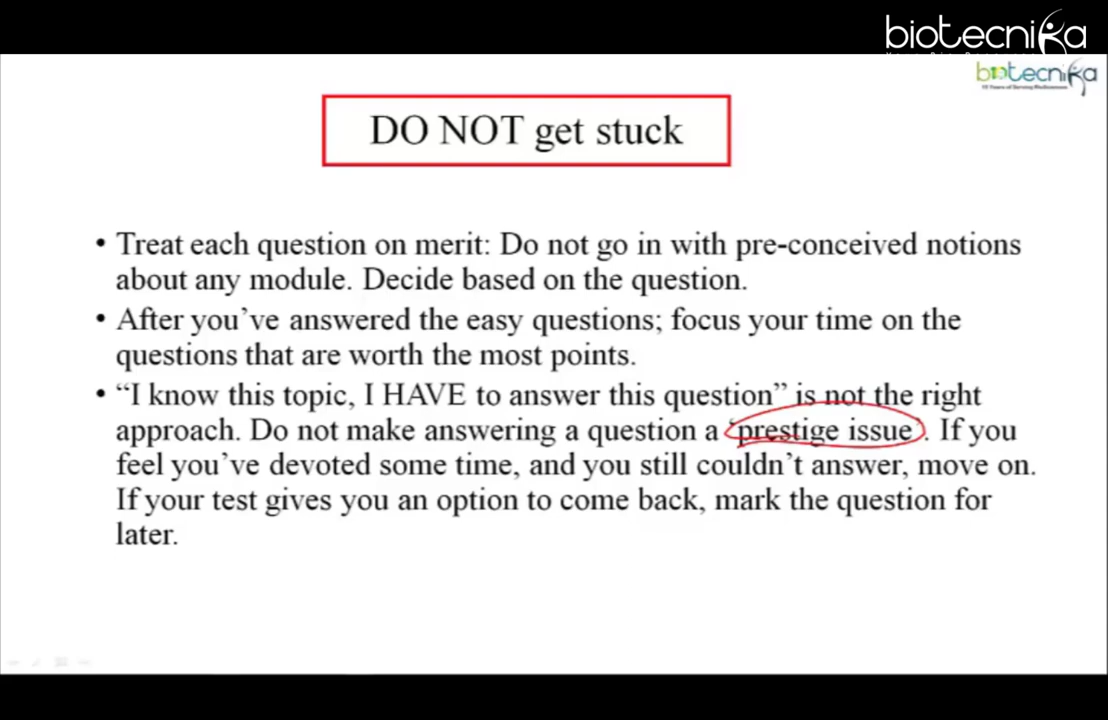 biotecnika
biotecnika
DO NOT get stuck
• Treat each question on merit: Do not go in with pre-conceived notions
about any module. Decide based on the question.
• After you’ve answered the easy questions; focus your time on the
questions that are worth the most points.
• “I know this topic, I HAVE to answer this question” is not the right
approach. Do not make answering a question a ‘prestige issue’. If you
feel you’ve devoted some time, and you still couldn’t answer, move on.
If your test gives you an option to come back, mark the question for
later.